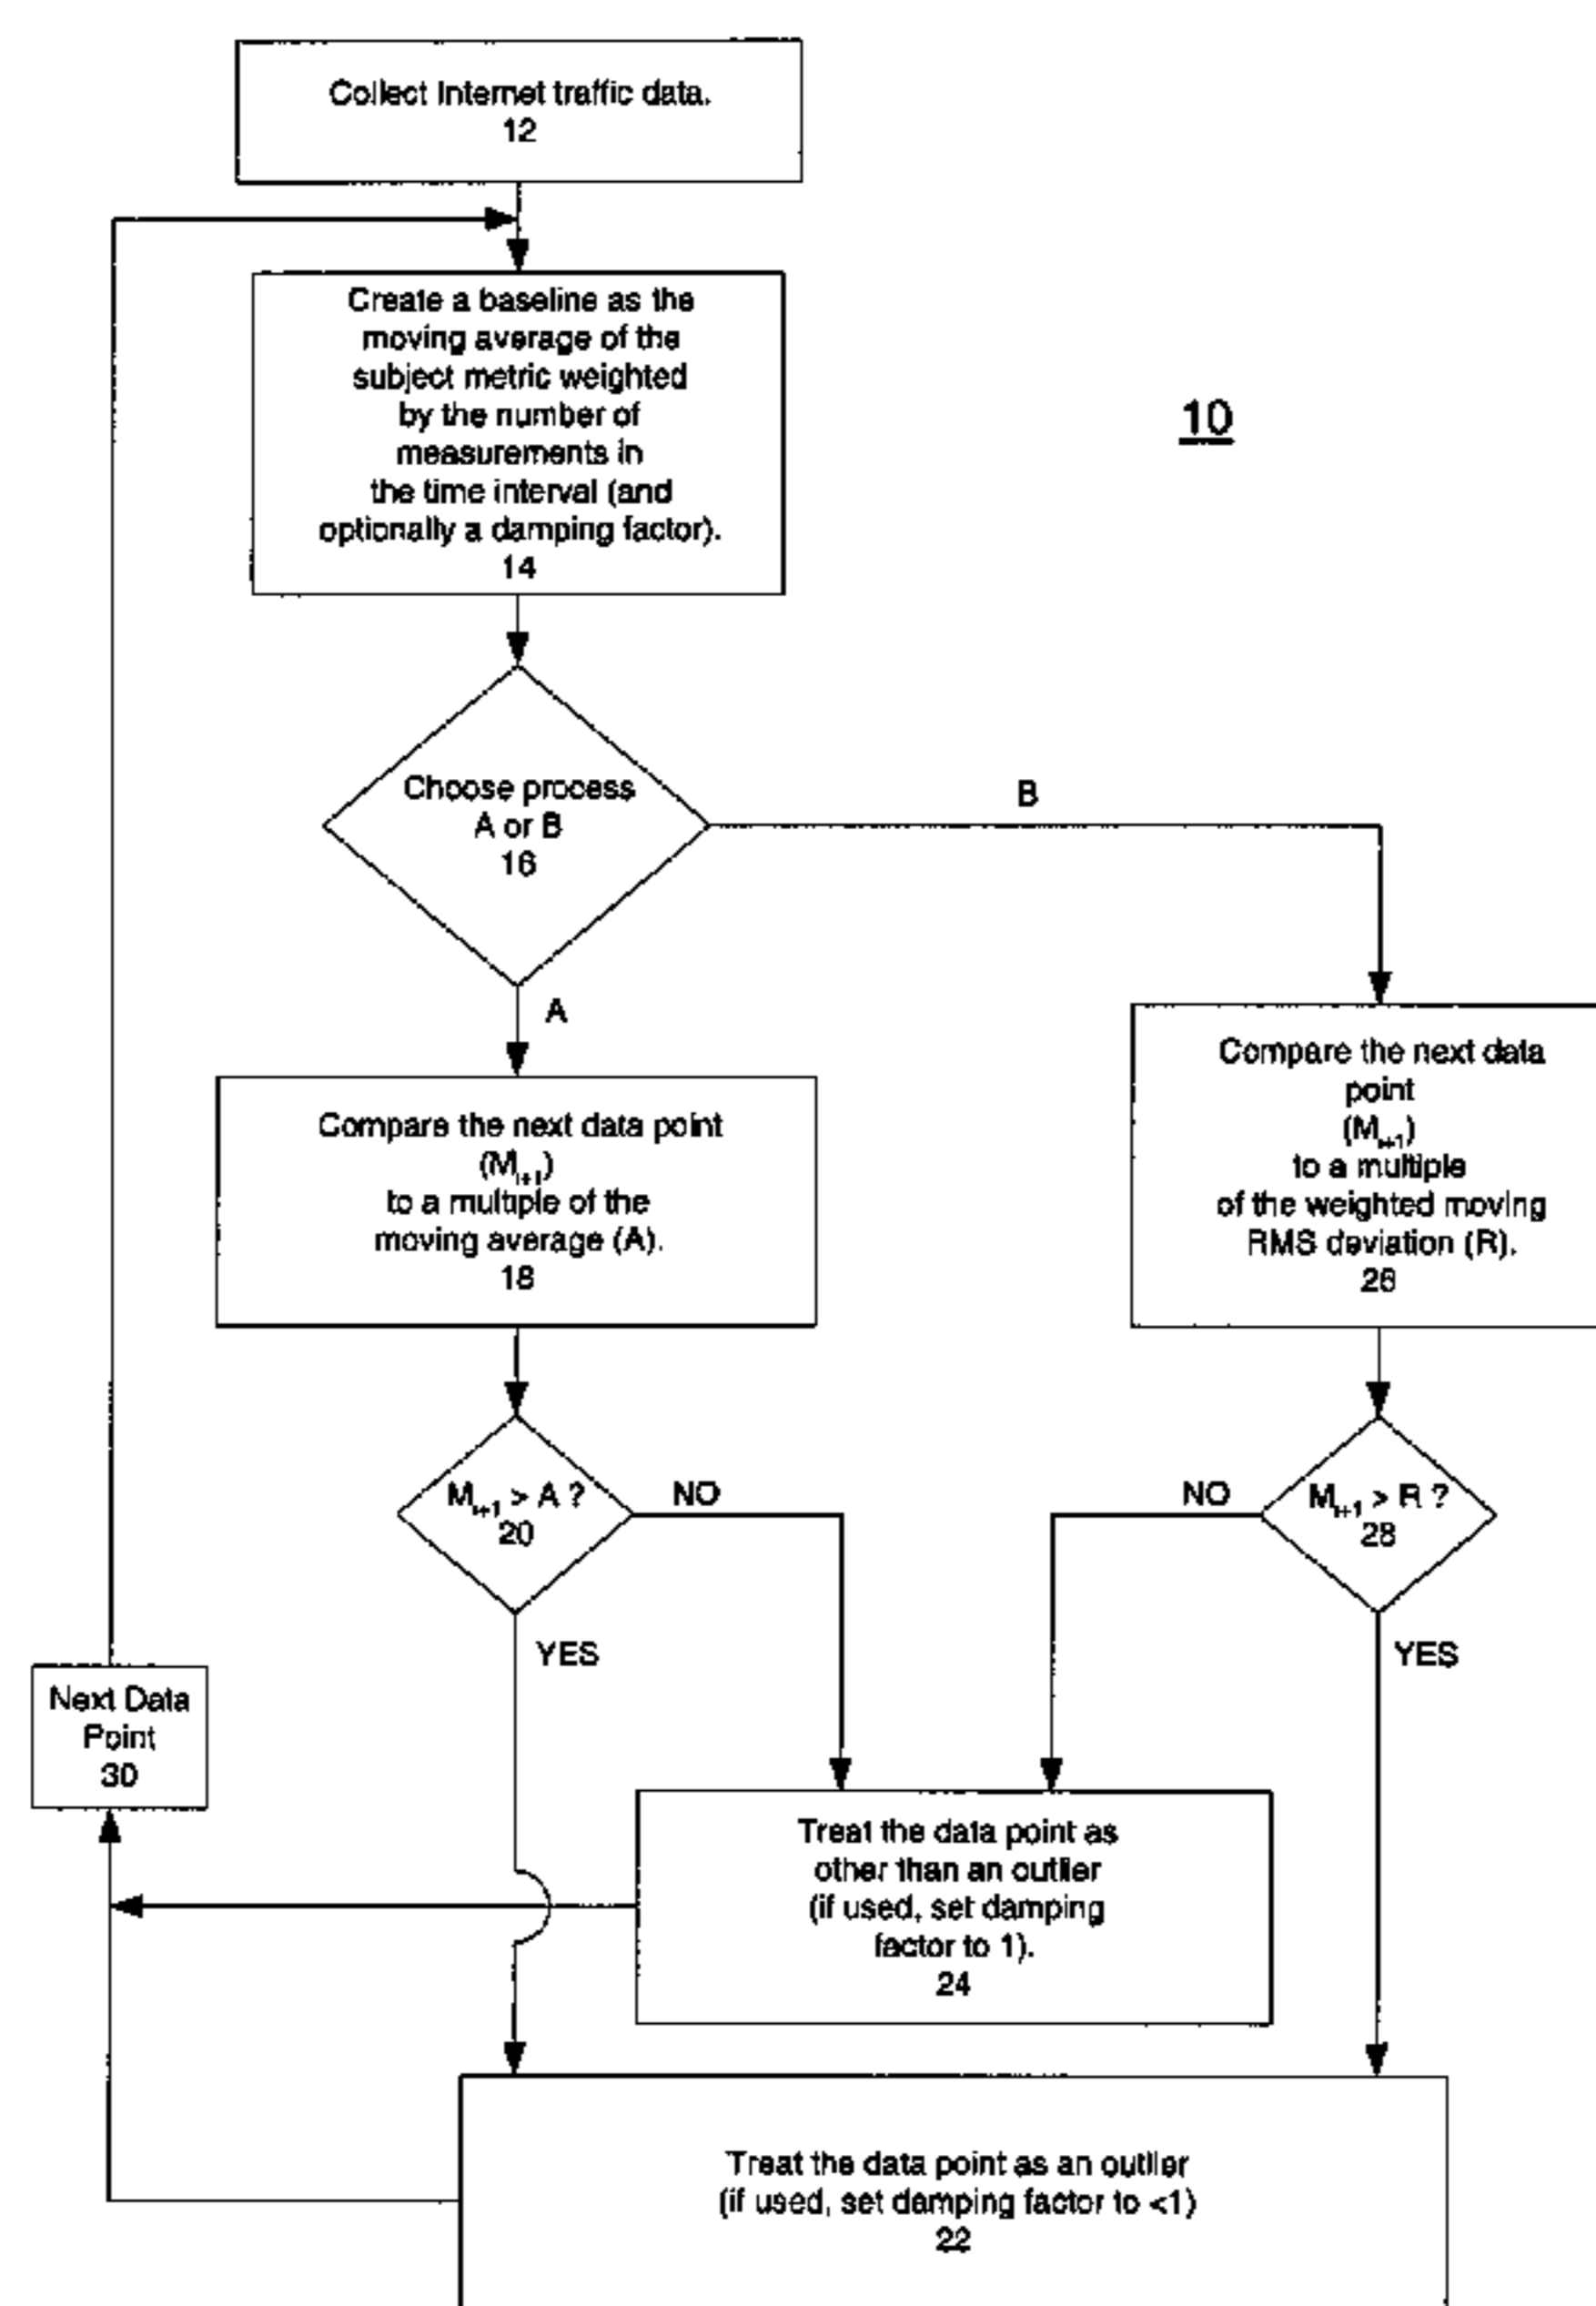 Collect Internet traffic data.
12
Create a baseline as the
moving average of the
subject metric weighted
by the number of
measurements in
the time interval (and
optionally a damping factor).
14
10
Choose process
A or B
16
B
A
Compare the next data point
(M_{i+1})
to a multiple of the
moving average (A).
18
Compare the next data
point
(M_{i+1})
to a multiple
of the weighted moving
RMS deviation (R).
26
M_{i+1} > A ?
20
NO
YES
NO
M_{i+1} > R ?
28
YES
Next Data
Point
30
Treat the data point as
other than an outlier
(if used, set damping
factor to 1).
24
Treat the data point as an outlier
(if used, set damping factor to <1)
22